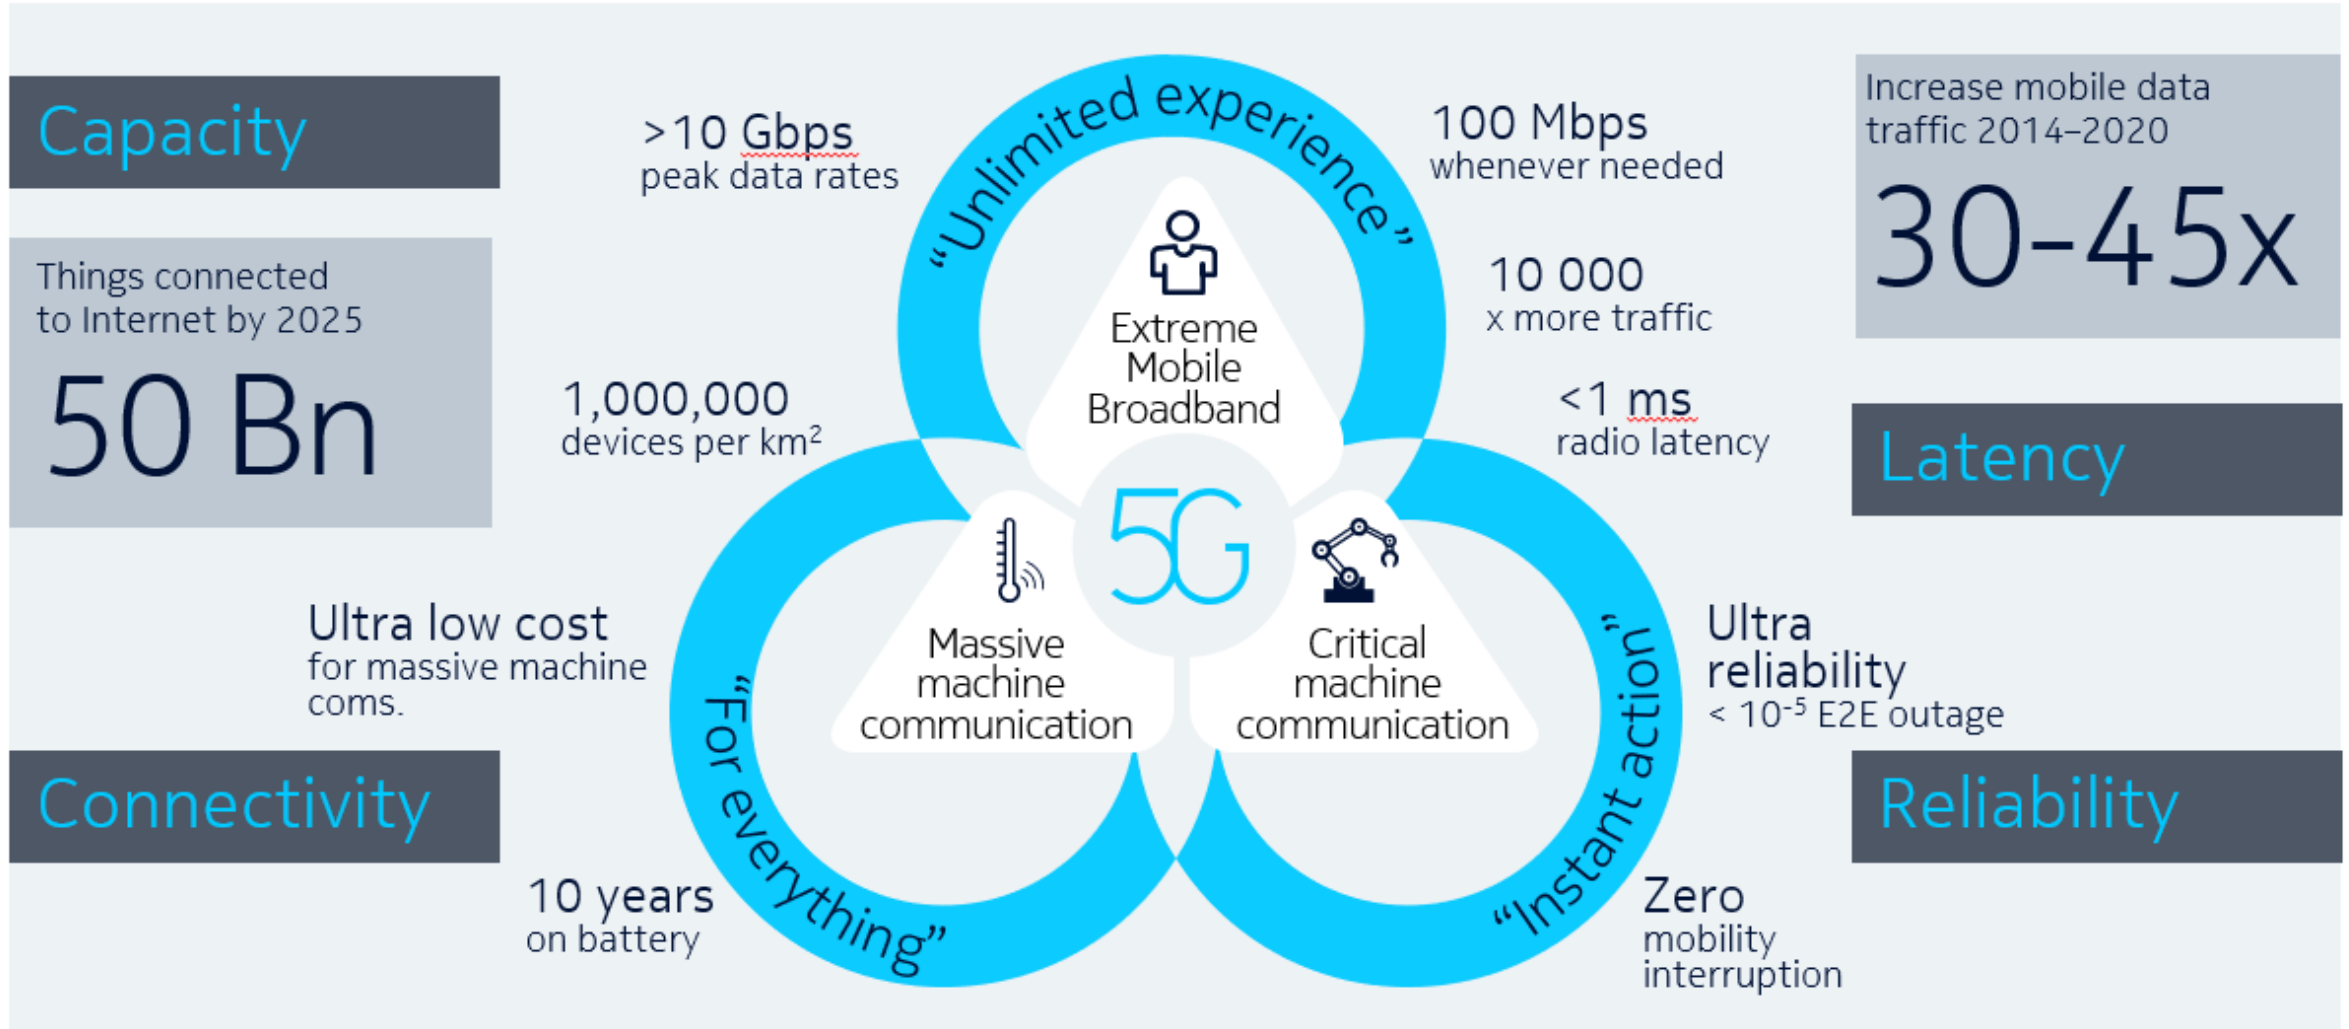 Capacity
Things connected
to Internet by 2025
50 Bn
>10 Gbps
peak data rates
1,000,000
devices per km²
Ultra low cost
for massive machine
coms.
Connectivity
10 years
on battery
“Unlimited experience”
Extreme
Mobile
Broadband
5G
Massive
machine
communication
Critical
machine
communication
“For everything”
“Instant action”
100 Mbps
whenever needed
10 000
x more traffic
<1 ms
radio latency
Increase mobile data
traffic 2014–2020
30-45x
Latency
Ultra
reliability
< 10⁻⁵ E2E outage
Reliability
Zero
mobility
interruption